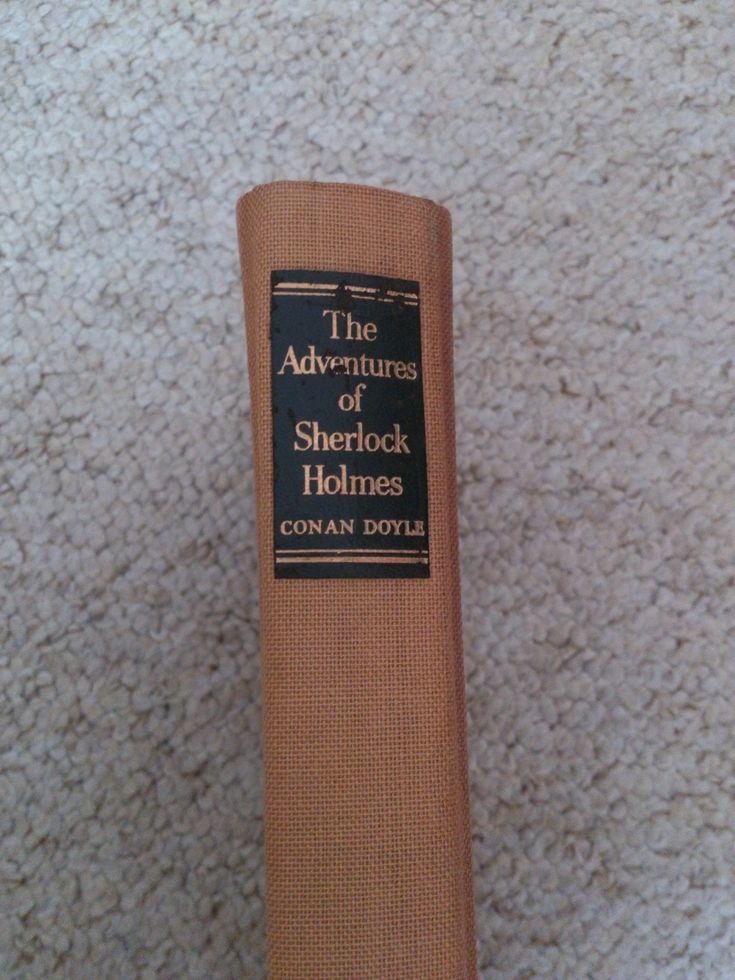 The
Adventures
of
Sherlock
Holmes
CONAN DOYLE